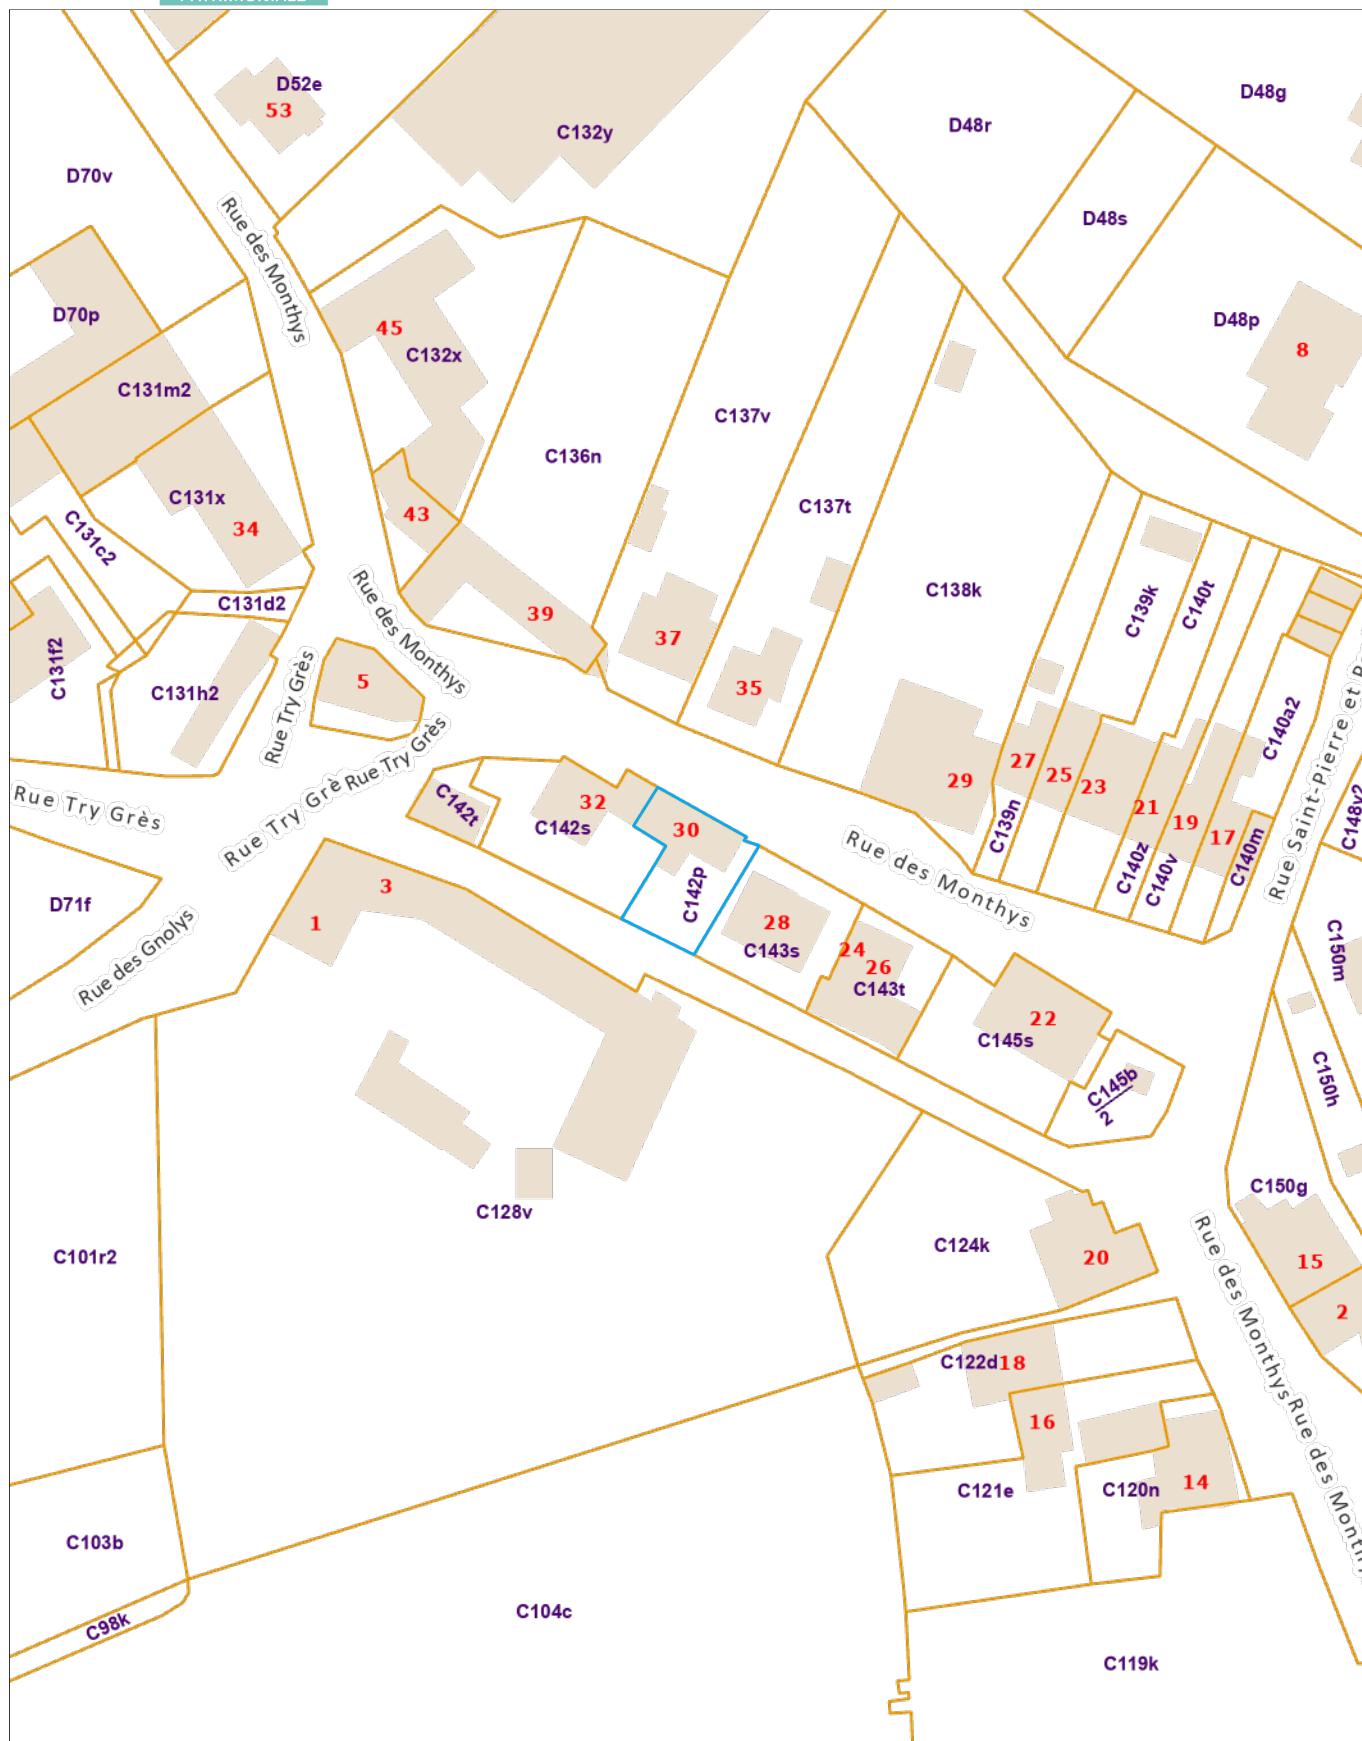 D52e
53
C132y
D48r
D48g
D70v
D48s
Rue des Monthys
D70p
D48p
8
45
C132x
C131m2
C137v
C136n
C131x
34
43
C137t
C131c2
C138k
C139k
C140t
C131d2
Rue des Monthys
39
37
35
C131f2
C131h2
5
Rue Try Grès
Rue Try Grès
C140a2
Rue Saint-Pierre et
27
25
23
29
21
19
17
C139n
C140z
C140v
C140m
C148v2
Rue Try Grès
Rue Try Grè
C142t
32
C142s
30
C142p
Rue des Monthys
D71f
3
1
Rue des Gnolys
28
C143s
24
26
C143t
22
C145s
C145b
2
C150m
C150h
C150g
C128v
C101r2
C124k
20
15
2
Rue des Monthys
Rue des Month
C122d
18
16
C121e
C120n
14
C103b
C98k
C104c
C119k